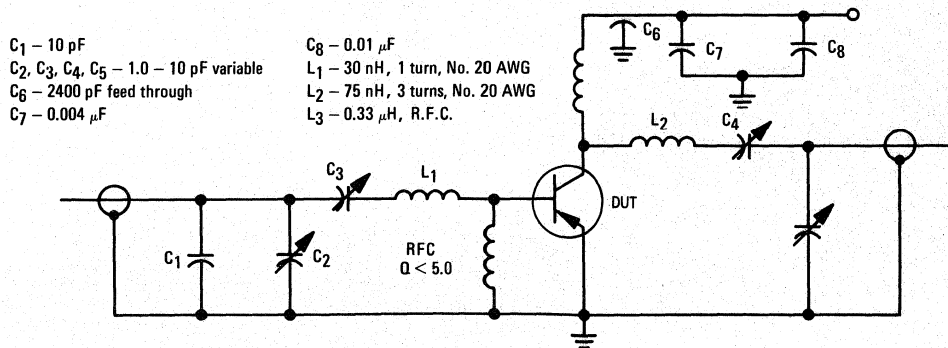 C1 – 10 pF
C2, C3, C4, C5 – 1.0 – 10 pF variable
C6 – 2400 pF feed through
C7 – 0.004 μF
C8 – 0.01 μF
L1 – 30 nH, 1 turn, No. 20 AWG
L2 – 75 nH, 3 turns, No. 20 AWG
L3 – 0.33 μH, R.F.C.
C6
C7
C8
L2
C4
C3
L1
DUT
C1
C2
RFC
Q < 5.0